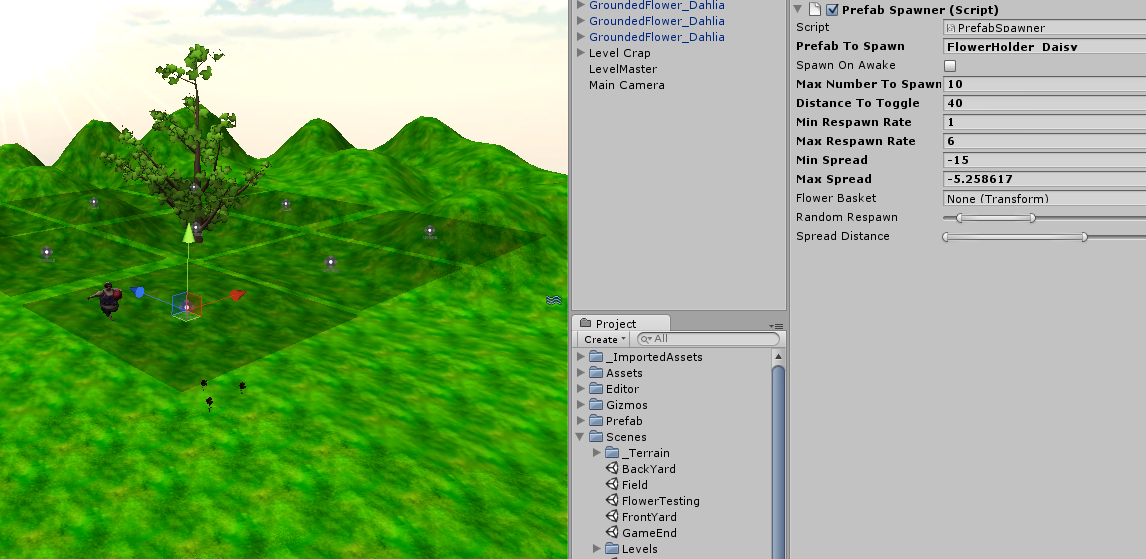 GroundedFlower_Dahlia
GroundedFlower_Dahlia
GroundedFlower_Dahlia
Level Crap
LevelMaster
Main Camera
Project
Create
All
_ImportedAssets
Assets
Editor
Gizmos
Prefab
Scenes
_Terrain
BackYard
Field
FlowerTesting
FrontYard
GameEnd
Levels
Prefab Spawner (Script)
Script PrefabSpawner
Prefab To Spawn FlowerHolder_Daisy
Spawn On Awake
Max Number To Spawn 10
Distance To Toggle 40
Min Respawn Rate 1
Max Respawn Rate 6
Min Spread -15
Max Spread -5.258617
Flower Basket None (Transform)
Random Respawn
Spread Distance